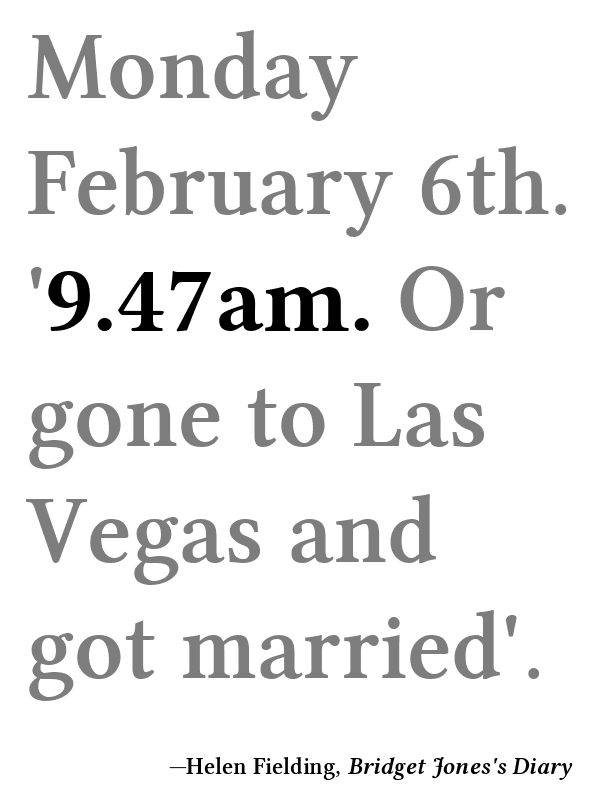 Monday
February 6th.
'9.47am. Or
gone to Las
Vegas and
got married'.
—Helen Fielding, Bridget Jones's Diary